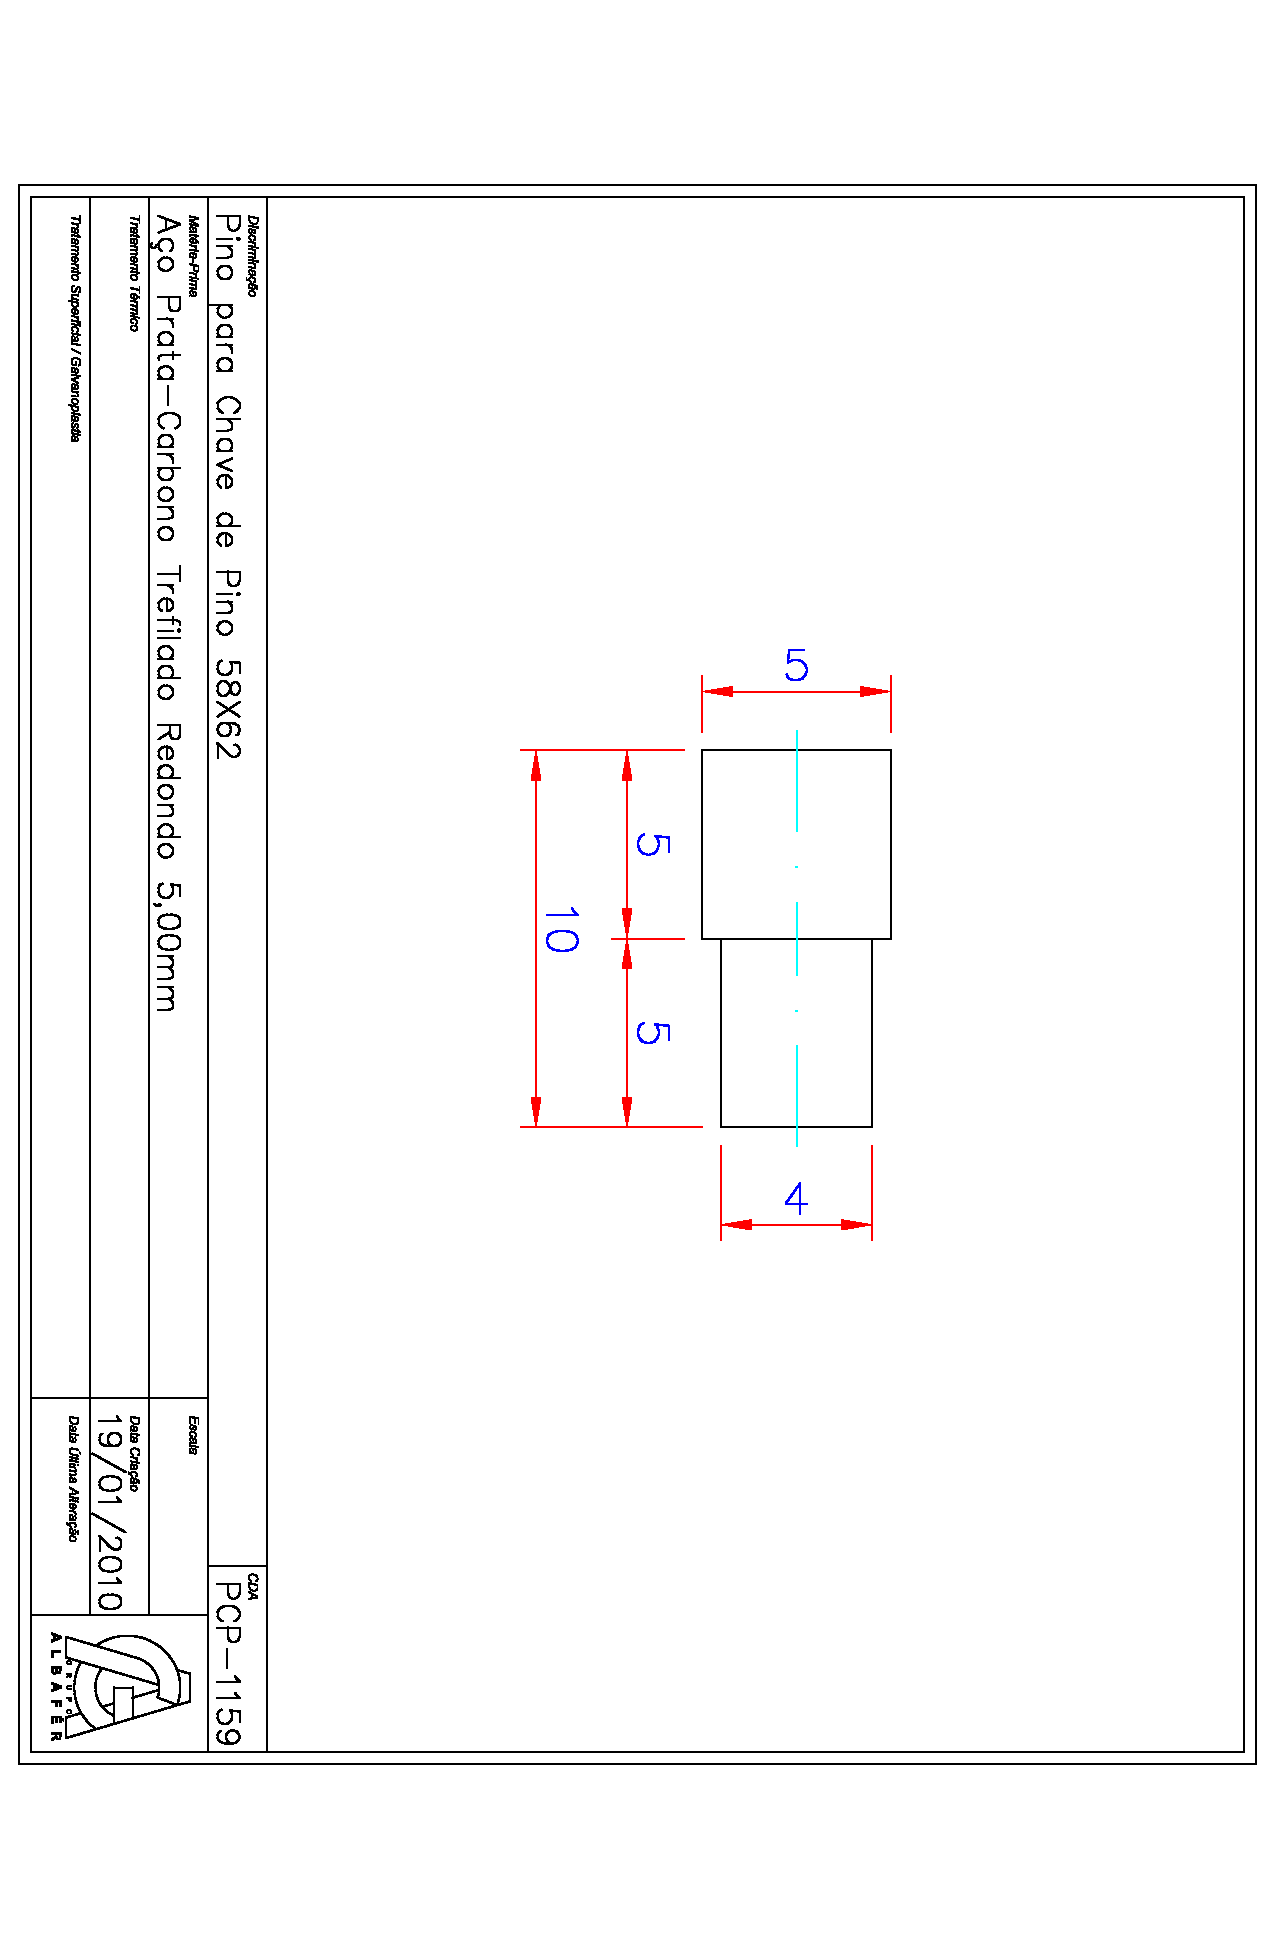 5
5
5
10
4
Discriminação
Pino para Chave de Pino 58X62
CDA
PCP-1159
Matéria-Prima
Aço Prata-Carbono Trefilado Redondo 5,00mm
Escala
Tratamento Térmico
Data Criação
19/01/2010
Tratamento Superficial / Galvanoplastia
Data Última Alteração
GRUPO
ALBAFÉR